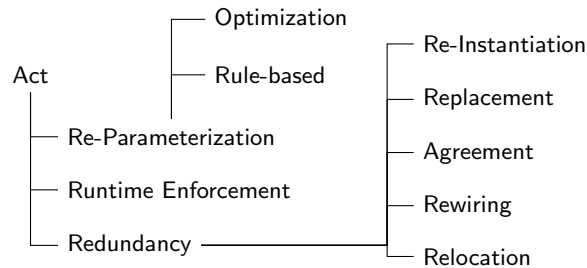 Act
Re-Parameterization
Optimization
Rule-based
Runtime Enforcement
Redundancy
Re-Instantiation
Replacement
Agreement
Rewiring
Relocation